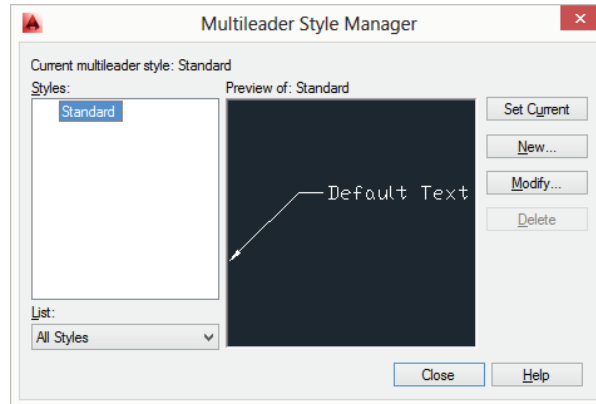 Multileader Style Manager
Current multileader style: Standard
Styles:
Preview of: Standard
Standard
Default Text
Set Current
New...
Modify...
Delete
List:
All Styles
Close
Help